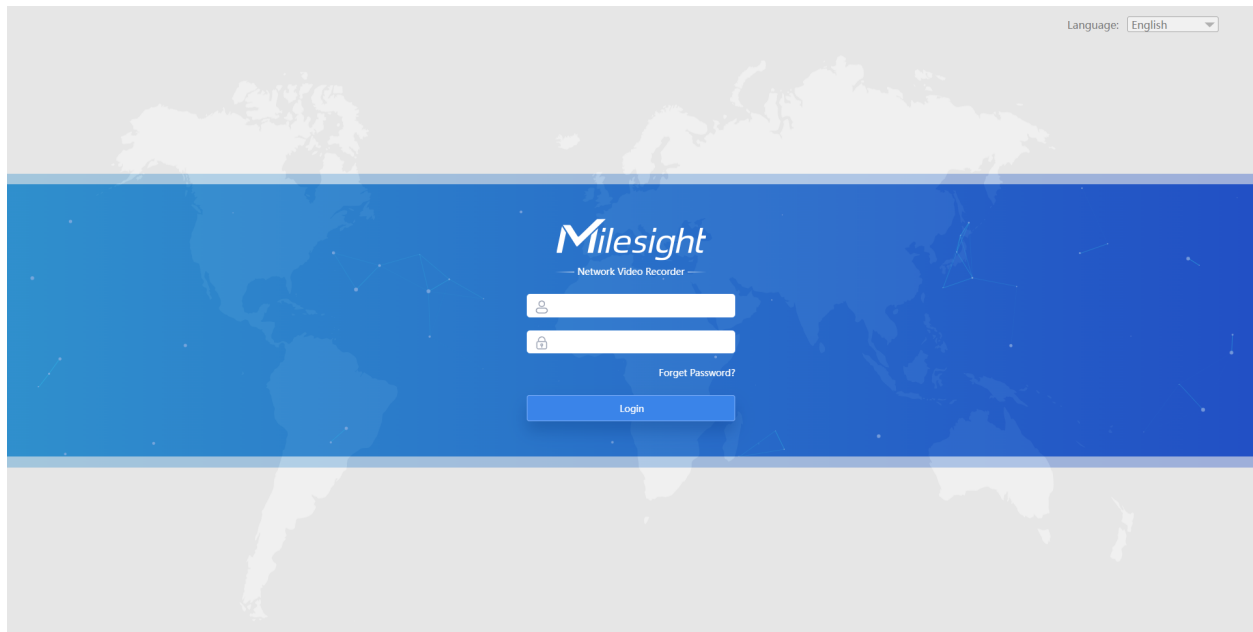 Language: English
Milesight
Network Video Recorder
Forget Password?
Login